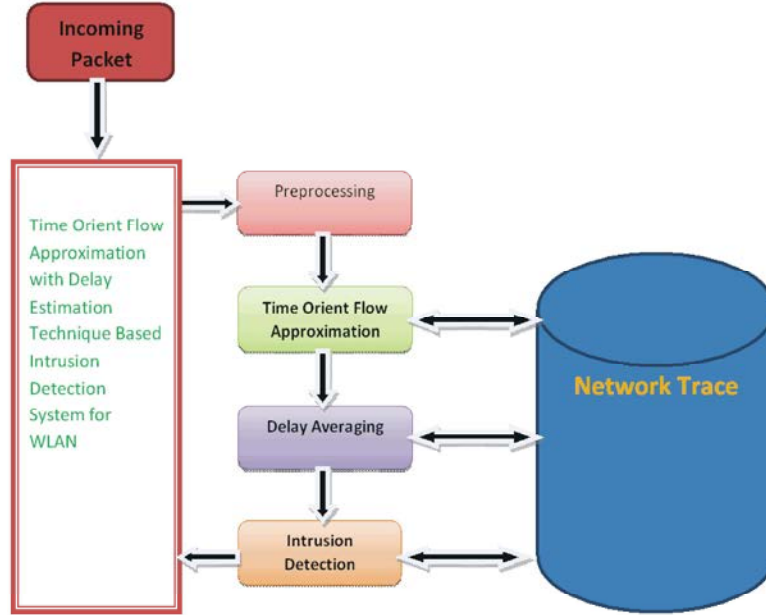 Incoming
Packet
Time Orient Flow
Approximation
with Delay
Estimation
Technique Based
Intrusion
Detection
System for
WLAN
Preprocessing
Time Orient Flow
Approximation
Delay Averaging
Intrusion
Detection
Network Trace